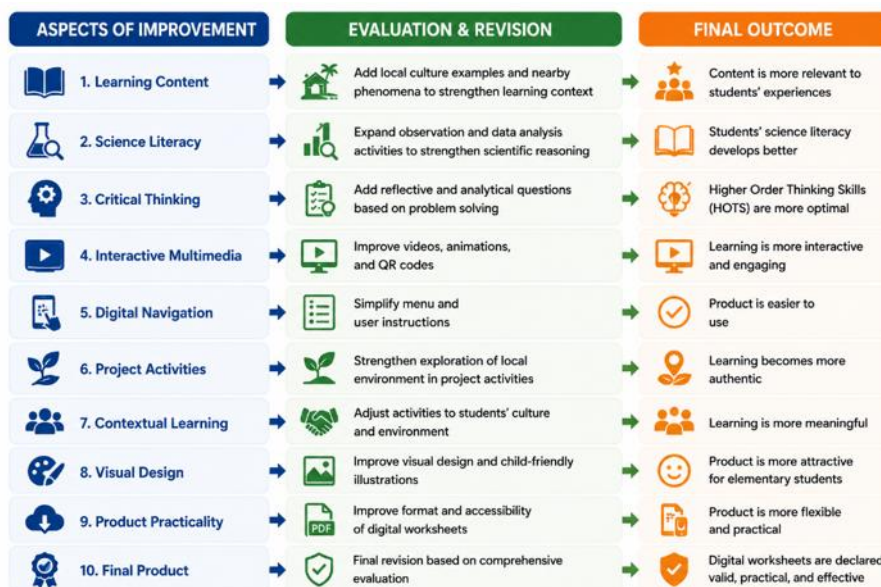 ASPECTS OF IMPROVEMENT
EVALUATION & REVISION
FINAL OUTCOME
1. Learning Content
Add local culture examples and nearby
phenomena to strengthen learning context
Content is more relevant to
students' experiences
2. Science Literacy
Expand observation and data analysis
activities to strengthen scientific reasoning
Students' science literacy
develops better
3. Critical Thinking
Add reflective and analytical questions
based on problem solving
Higher Order Thinking Skills
(HOTS) are more optimal
4. Interactive Multimedia
Improve videos, animations,
and QR codes
Learning is more interactive
and engaging
5. Digital Navigation
Simplify menu and
user instructions
Product is easier to
use
6. Project Activities
Strengthen exploration of local
environment in project activities
Learning becomes more
authentic
7. Contextual Learning
Adjust activities to students' culture
and environment
Learning is more meaningful
8. Visual Design
Improve visual design and child-friendly
illustrations
Product is more attractive
for elementary students
9. Product Practicality
PDF
Improve format and accessibility
of digital worksheets
Product is more flexible
and practical
10. Final Product
Final revision based on comprehensive
evaluation
Digital worksheets are declared
valid, practical, and effective